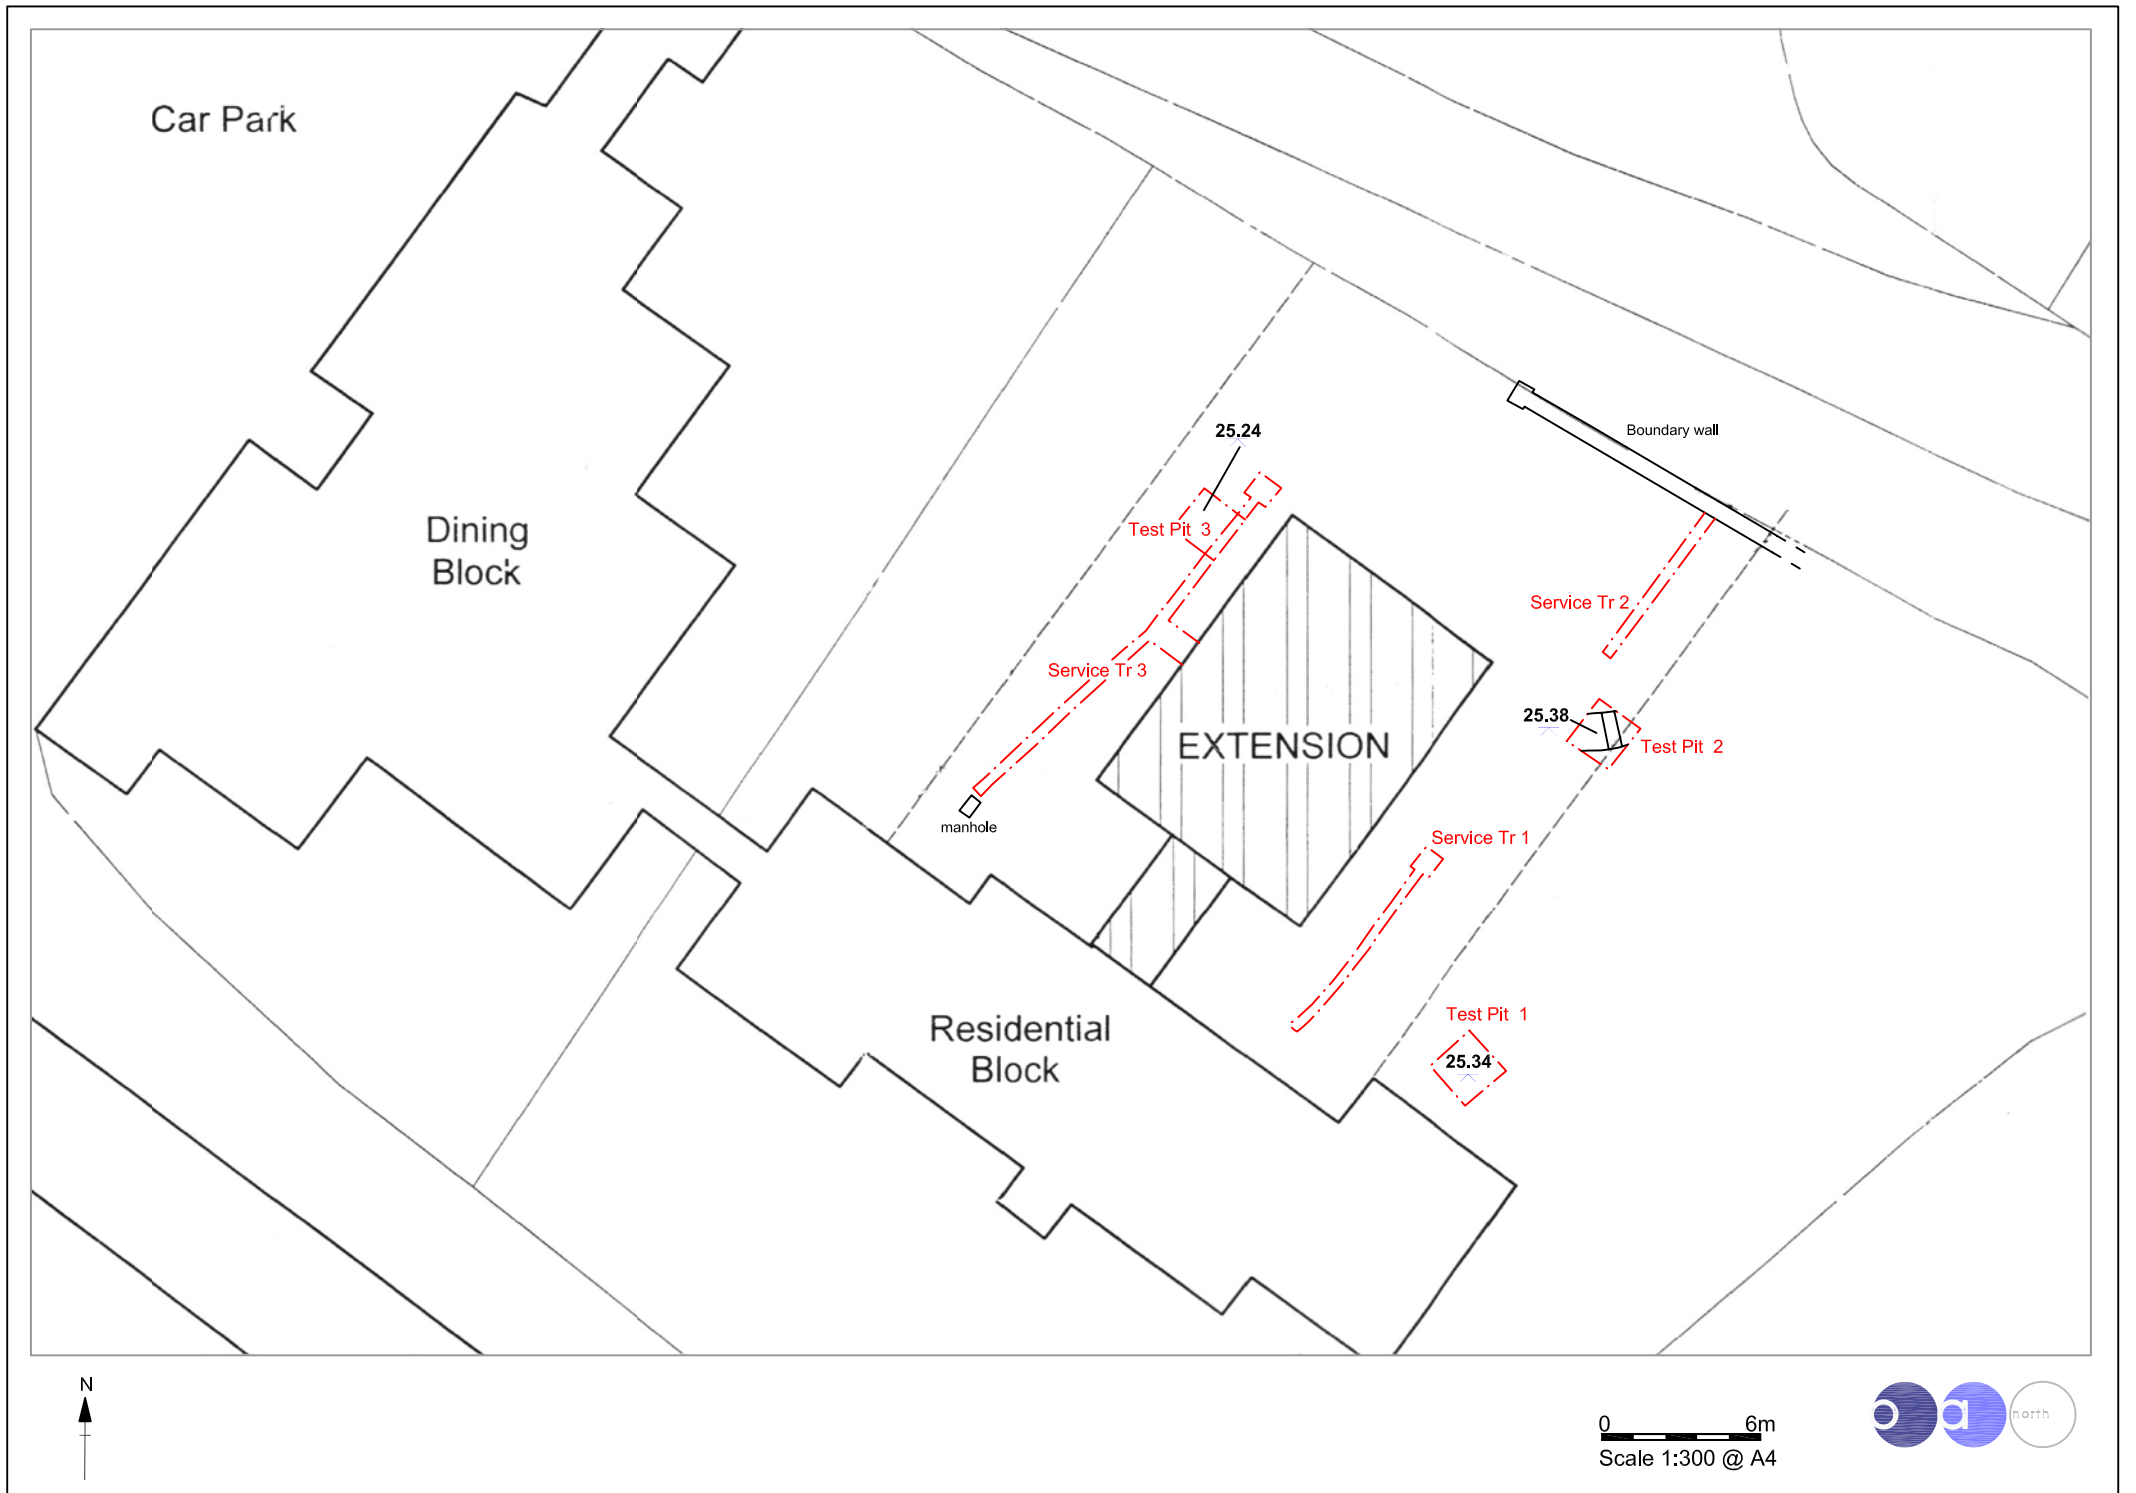 Car Park
25.24
Boundary wall
Test Pit 3
Dining
Block
Service Tr 2
Service Tr 3
25.38
EXTENSION
Test Pit 2
manhole
Service Tr 1
Test Pit 1
Residential
Block
25.34
N
0 6m
Scale 1:300 @ A4
oa north